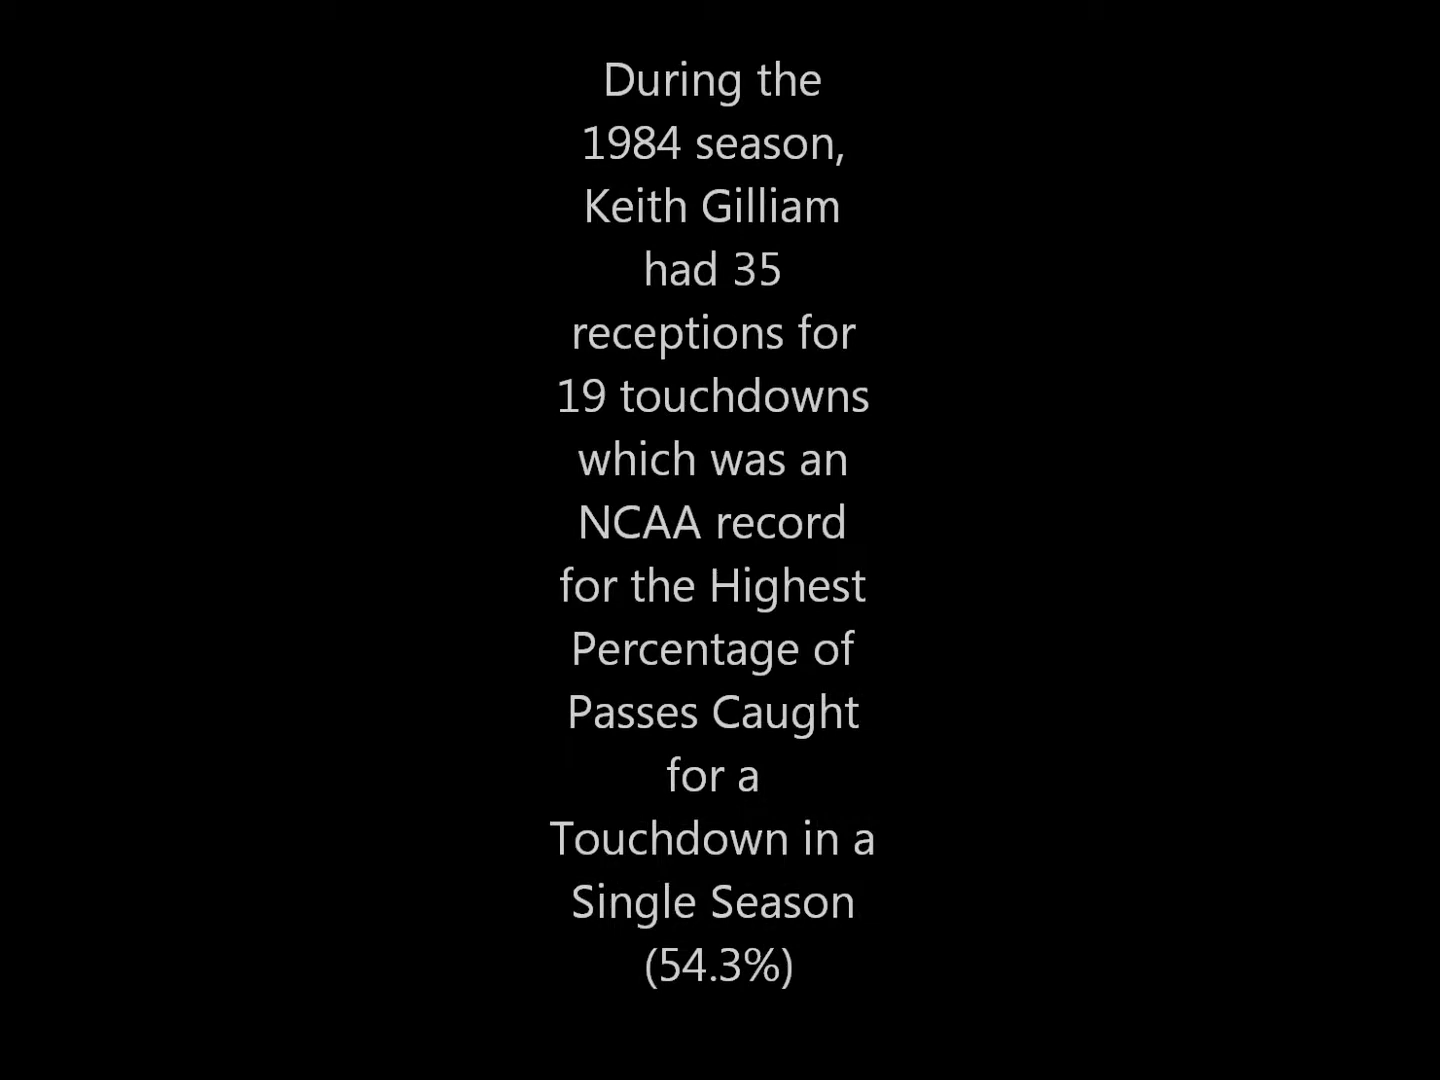 During the
1984 season,
Keith Gilliam
had 35
receptions for
19 touchdowns
which was an
NCAA record
for the Highest
Percentage of
Passes Caught
for a
Touchdown in a
Single Season
(54.3%)